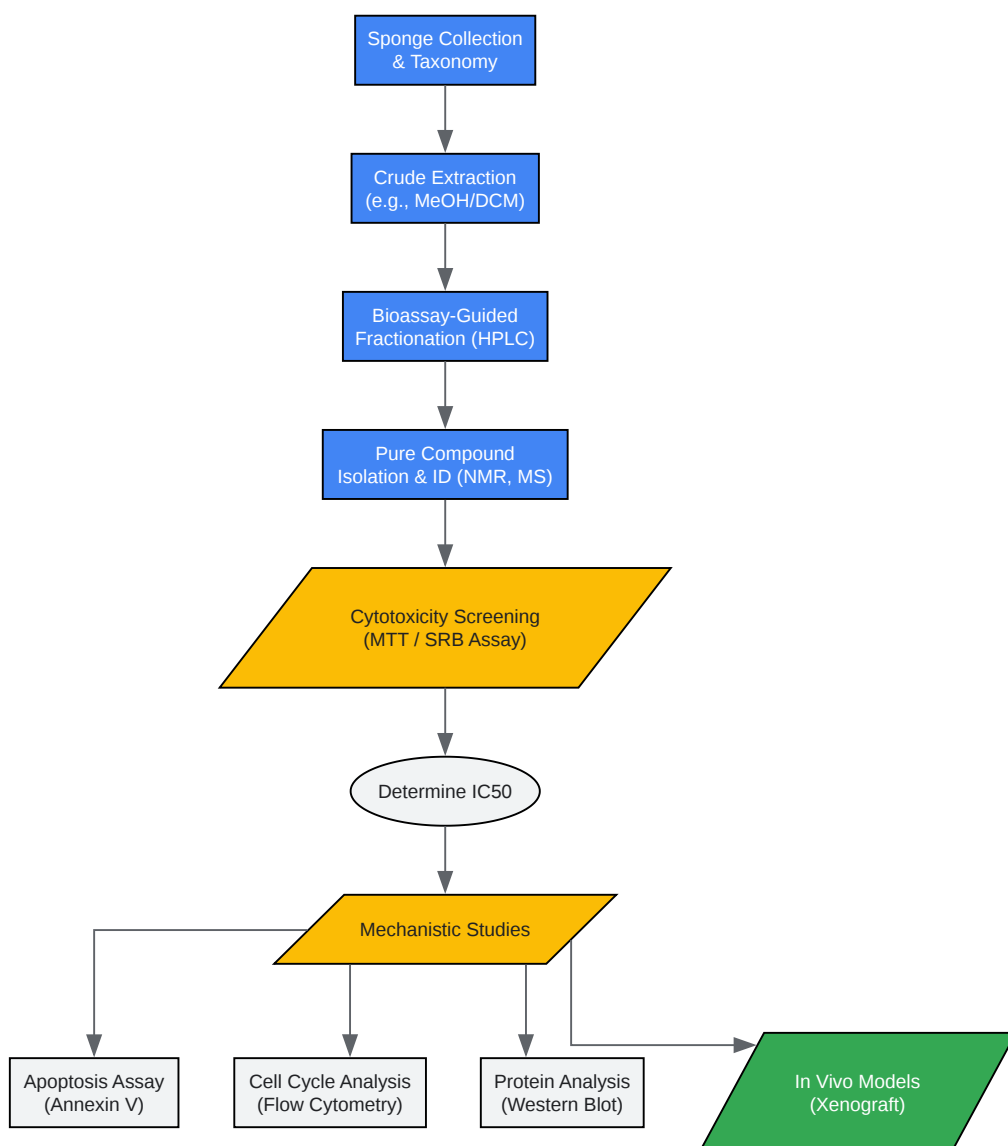 Sponge Collection
& Taxonomy
Crude Extraction
(e.g., MeOH/DCM)
Bioassay-Guided
Fractionation (HPLC)
Pure Compound
Isolation & ID (NMR, MS)
Cytotoxicity Screening
(MTT / SRB Assay)
Determine IC50
Mechanistic Studies
Apoptosis Assay
(Annexin V)
Cell Cycle Analysis
(Flow Cytometry)
Protein Analysis
(Western Blot)
In Vivo Models
(Xenograft)